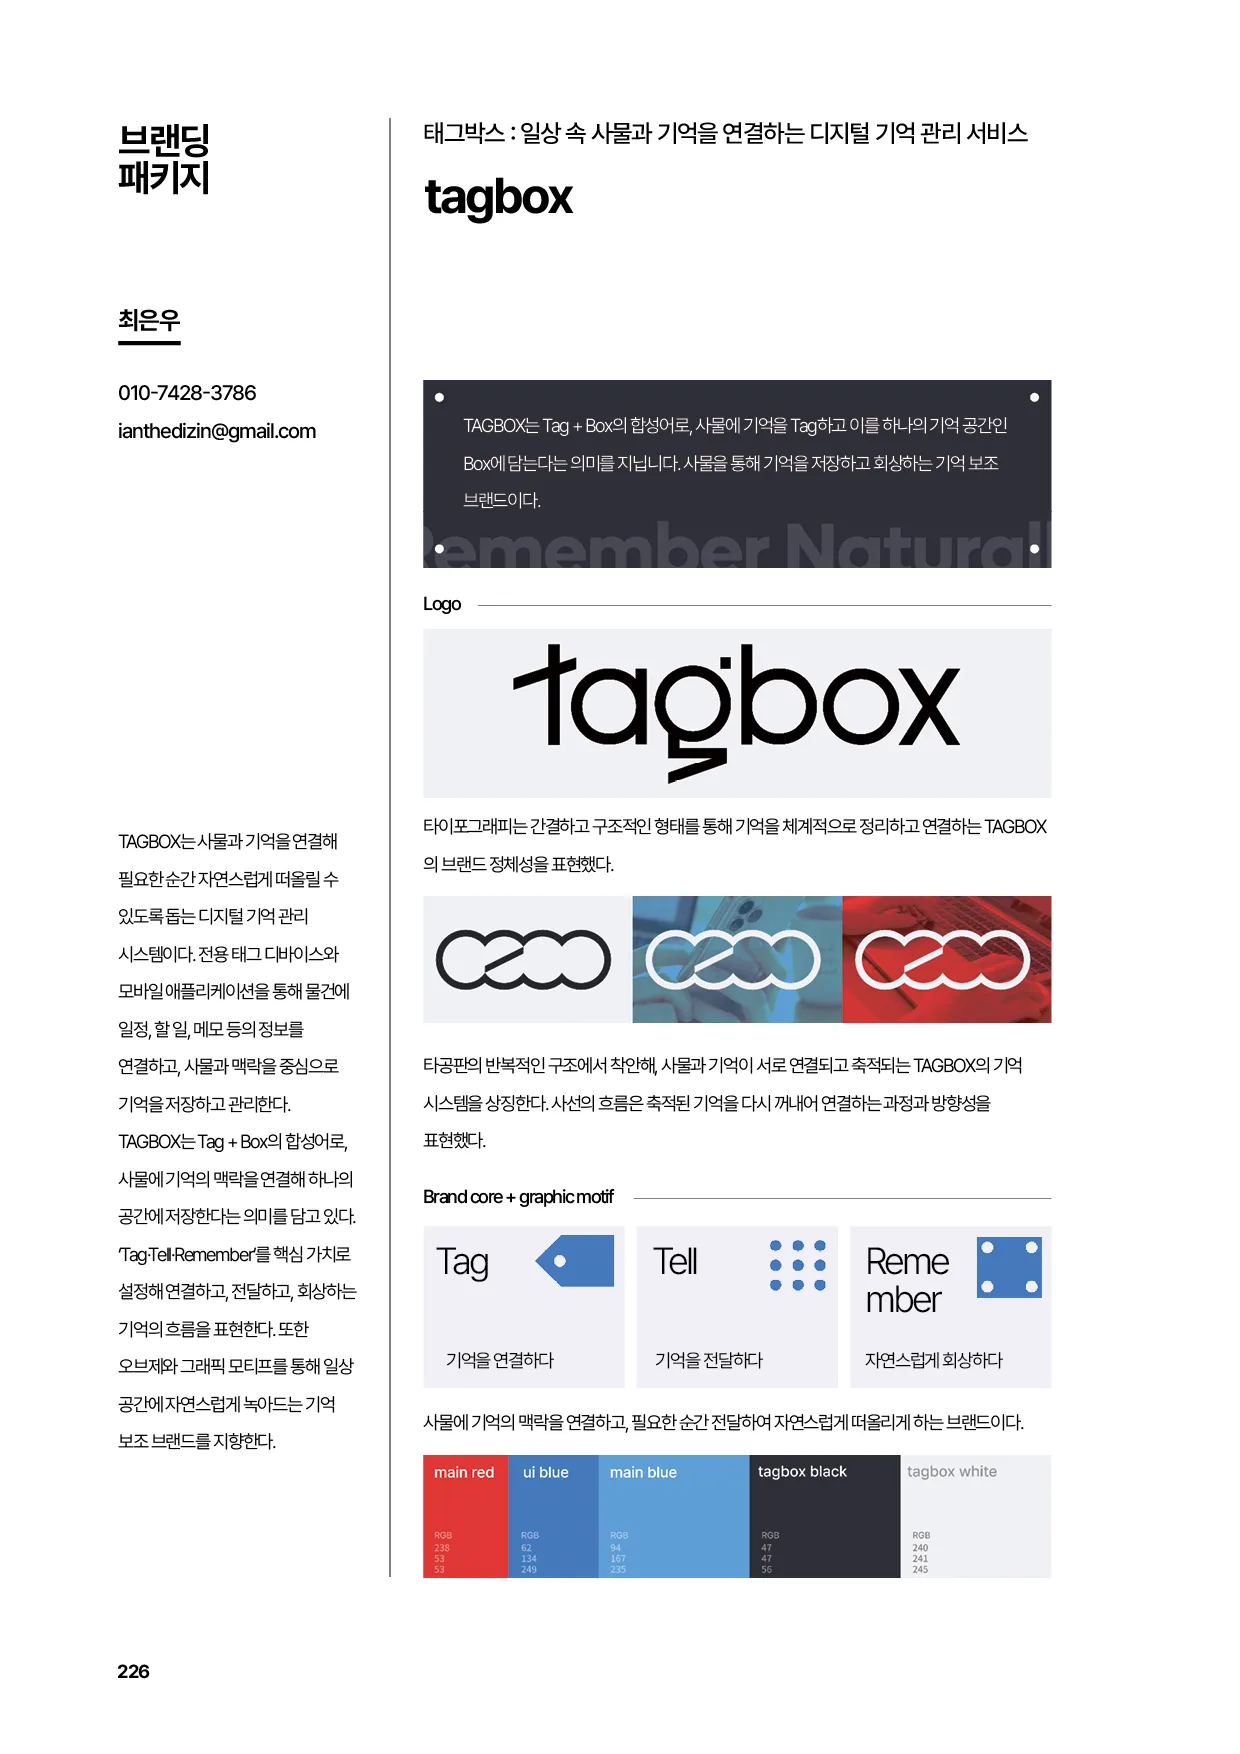 브랜딩
패키지
최은우
010-7428-3786
ianthedizin@gmail.com
TAGBOX는 사물과 기억을 연결해
필요한 순간 자연스럽게 떠올릴 수
있도록 돕는 디지털 기억 관리
시스템이다. 전용 태그 디바이스와
모바일 애플리케이션을 통해 물건에
일정, 할 일, 메모 등의 정보를
연결하고, 사물과 맥락을 중심으로
기억을 저장하고 관리한다.
TAGBOX는 Tag + Box의 합성어로,
사물에 기억의 맥락을 연결해 하나의
공간에 저장한다는 의미를 담고 있다.
'Tag·Tell·Remember'를 핵심 가치로
설정해 연결하고, 전달하고, 회상하는
기억의 흐름을 표현한다. 또한
오브제와 그래픽 모티프를 통해 일상
공간에 자연스럽게 녹아드는 기억
보조 브랜드를 지향한다.
태그박스 : 일상 속 사물과 기억을 연결하는 디지털 기억 관리 서비스
tagbox
TAGBOX는 Tag + Box의 합성어로, 사물에 기억을 Tag하고 이를 하나의 기억 공간인
Box에 담는다는 의미를 지닙니다. 사물을 통해 기억을 저장하고 회상하는 기억 보조
브랜드이다.
Remember Naturall
Logo
tagbox
타이포그래피는 간결하고 구조적인 형태를 통해 기억을 체계적으로 정리하고 연결하는 TAGBOX
의 브랜드 정체성을 표현했다.
타공판의 반복적인 구조에서 착안해, 사물과 기억이 서로 연결되고 축적되는 TAGBOX의 기억
시스템을 상징한다. 사선의 흐름은 축적된 기억을 다시 꺼내어 연결하는 과정과 방향성을
표현했다.
Brand core + graphic motif
Tag
기억을 연결하다
Tell
기억을 전달하다
Reme
mber
자연스럽게 회상하다
사물에 기억의 맥락을 연결하고, 필요한 순간 전달하여 자연스럽게 떠올리게 하는 브랜드이다.
main red
RGB
238
53
53
ui blue
RGB
62
134
249
main blue
RGB
94
167
235
tagbox black
RGB
47
47
56
tagbox white
RGB
240
241
245
226